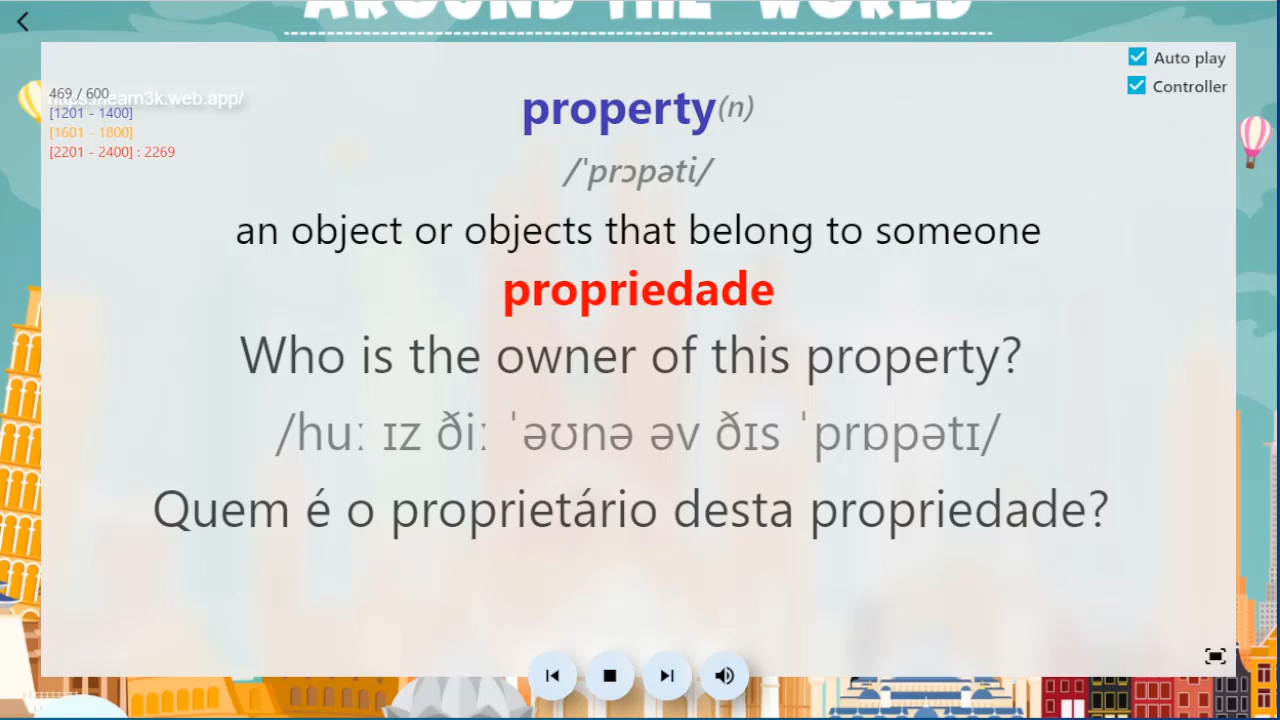 AROUND THE WORLD
Auto play
Controller
469 / 600
https://learn3k.web.app/
[1201 - 1400]
[1601 - 1800]
[2201 - 2400] : 2269
property(n)
/ˈprɔpəti/
an object or objects that belong to someone
propriedade
Who is the owner of this property?
/huː ɪz ðiː ˈəʊnə əv ðɪs ˈprɒpətɪ/
Quem é o proprietário desta propriedade?